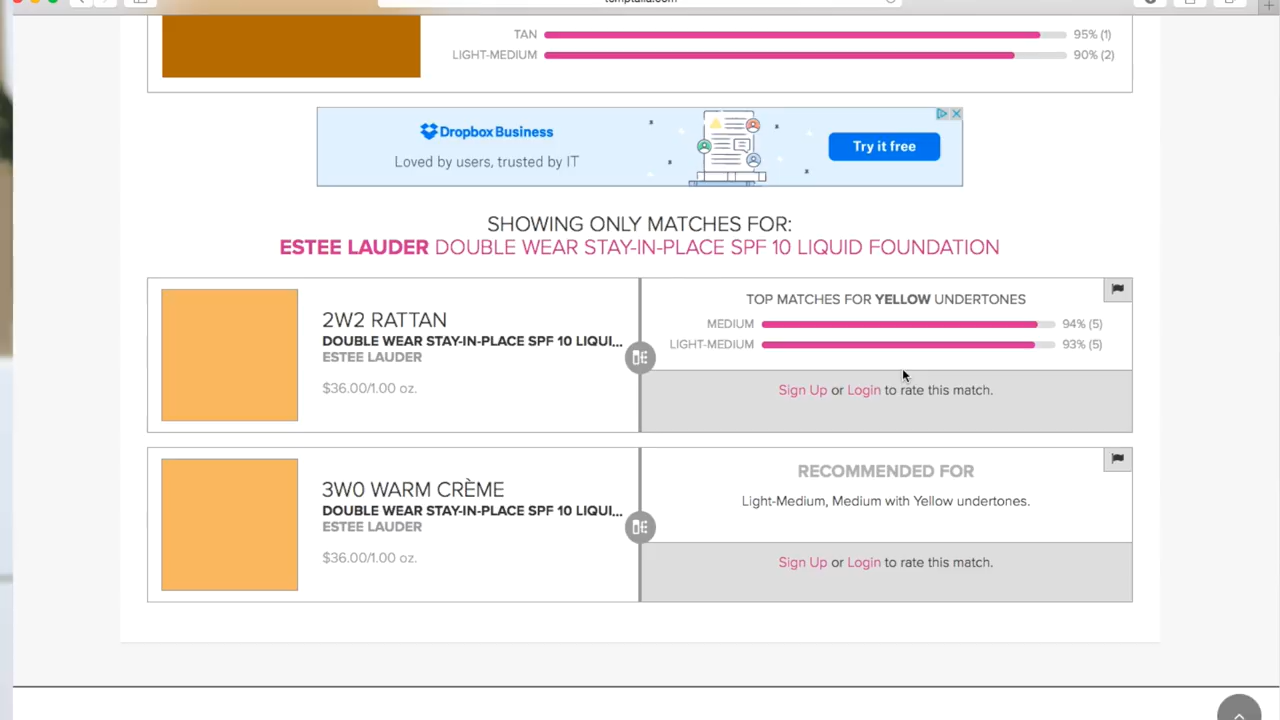 TAN 95% (1)
LIGHT-MEDIUM 90% (2)
Dropbox Business
Loved by users, trusted by IT
Try it free
SHOWING ONLY MATCHES FOR:
ESTEE LAUDER DOUBLE WEAR STAY-IN-PLACE SPF 10 LIQUID FOUNDATION
2W2 RATTAN
DOUBLE WEAR STAY-IN-PLACE SPF 10 LIQUI...
ESTEE LAUDER
$36.00/1.00 oz.
TOP MATCHES FOR YELLOW UNDERTONES
MEDIUM 94% (5)
LIGHT-MEDIUM 93% (5)
Sign Up or Login to rate this match.
3W0 WARM CRÈME
DOUBLE WEAR STAY-IN-PLACE SPF 10 LIQUI...
ESTEE LAUDER
$36.00/1.00 oz.
RECOMMENDED FOR
Light-Medium, Medium with Yellow undertones.
Sign Up or Login to rate this match.